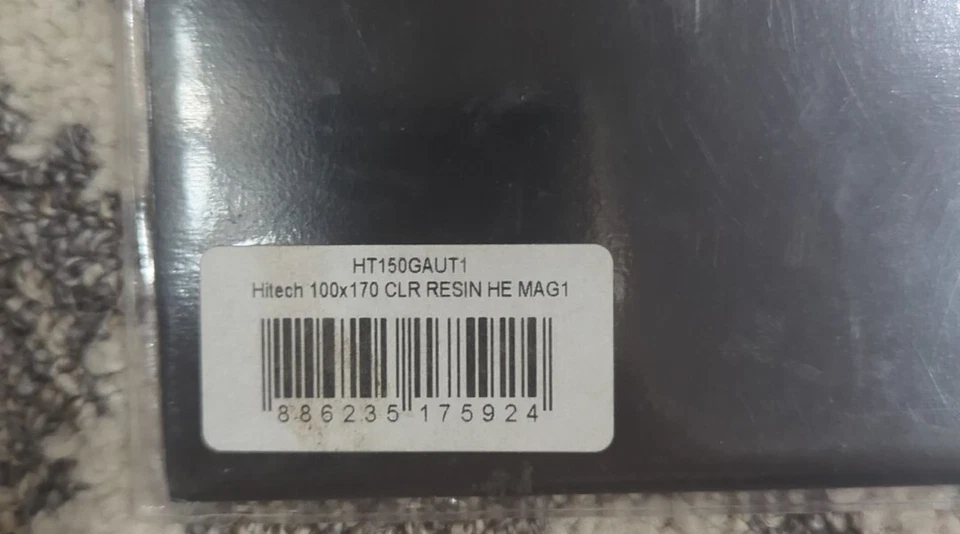 HT150GAUT1
Hitech 100x170 CLR RESIN HE MAG1
886235 175924